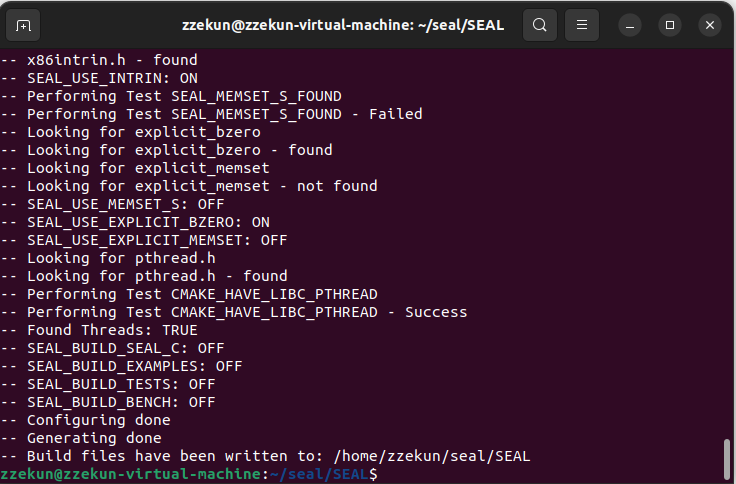 zzekun@zzekun-virtual-machine: ~/seal/SEAL
-- x86intrin.h - found
-- SEAL_USE_INTRIN: ON
-- Performing Test SEAL_MEMSET_S_FOUND
-- Performing Test SEAL_MEMSET_S_FOUND - Failed
-- Looking for explicit_bzero
-- Looking for explicit_bzero - found
-- Looking for explicit_memset
-- Looking for explicit_memset - not found
-- SEAL_USE_MEMSET_S: OFF
-- SEAL_USE_EXPLICIT_BZERO: ON
-- SEAL_USE_EXPLICIT_MEMSET: OFF
-- Looking for pthread.h
-- Looking for pthread.h - found
-- Performing Test CMAKE_HAVE_LIBC_PTHREAD
-- Performing Test CMAKE_HAVE_LIBC_PTHREAD - Success
-- Found Threads: TRUE
-- SEAL_BUILD_SEAL_C: OFF
-- SEAL_BUILD_EXAMPLES: OFF
-- SEAL_BUILD_TESTS: OFF
-- SEAL_BUILD_BENCH: OFF
-- Configuring done
-- Generating done
-- Build files have been written to: /home/zzekun/seal/SEAL
zzekun@zzekun-virtual-machine:~/seal/SEAL$